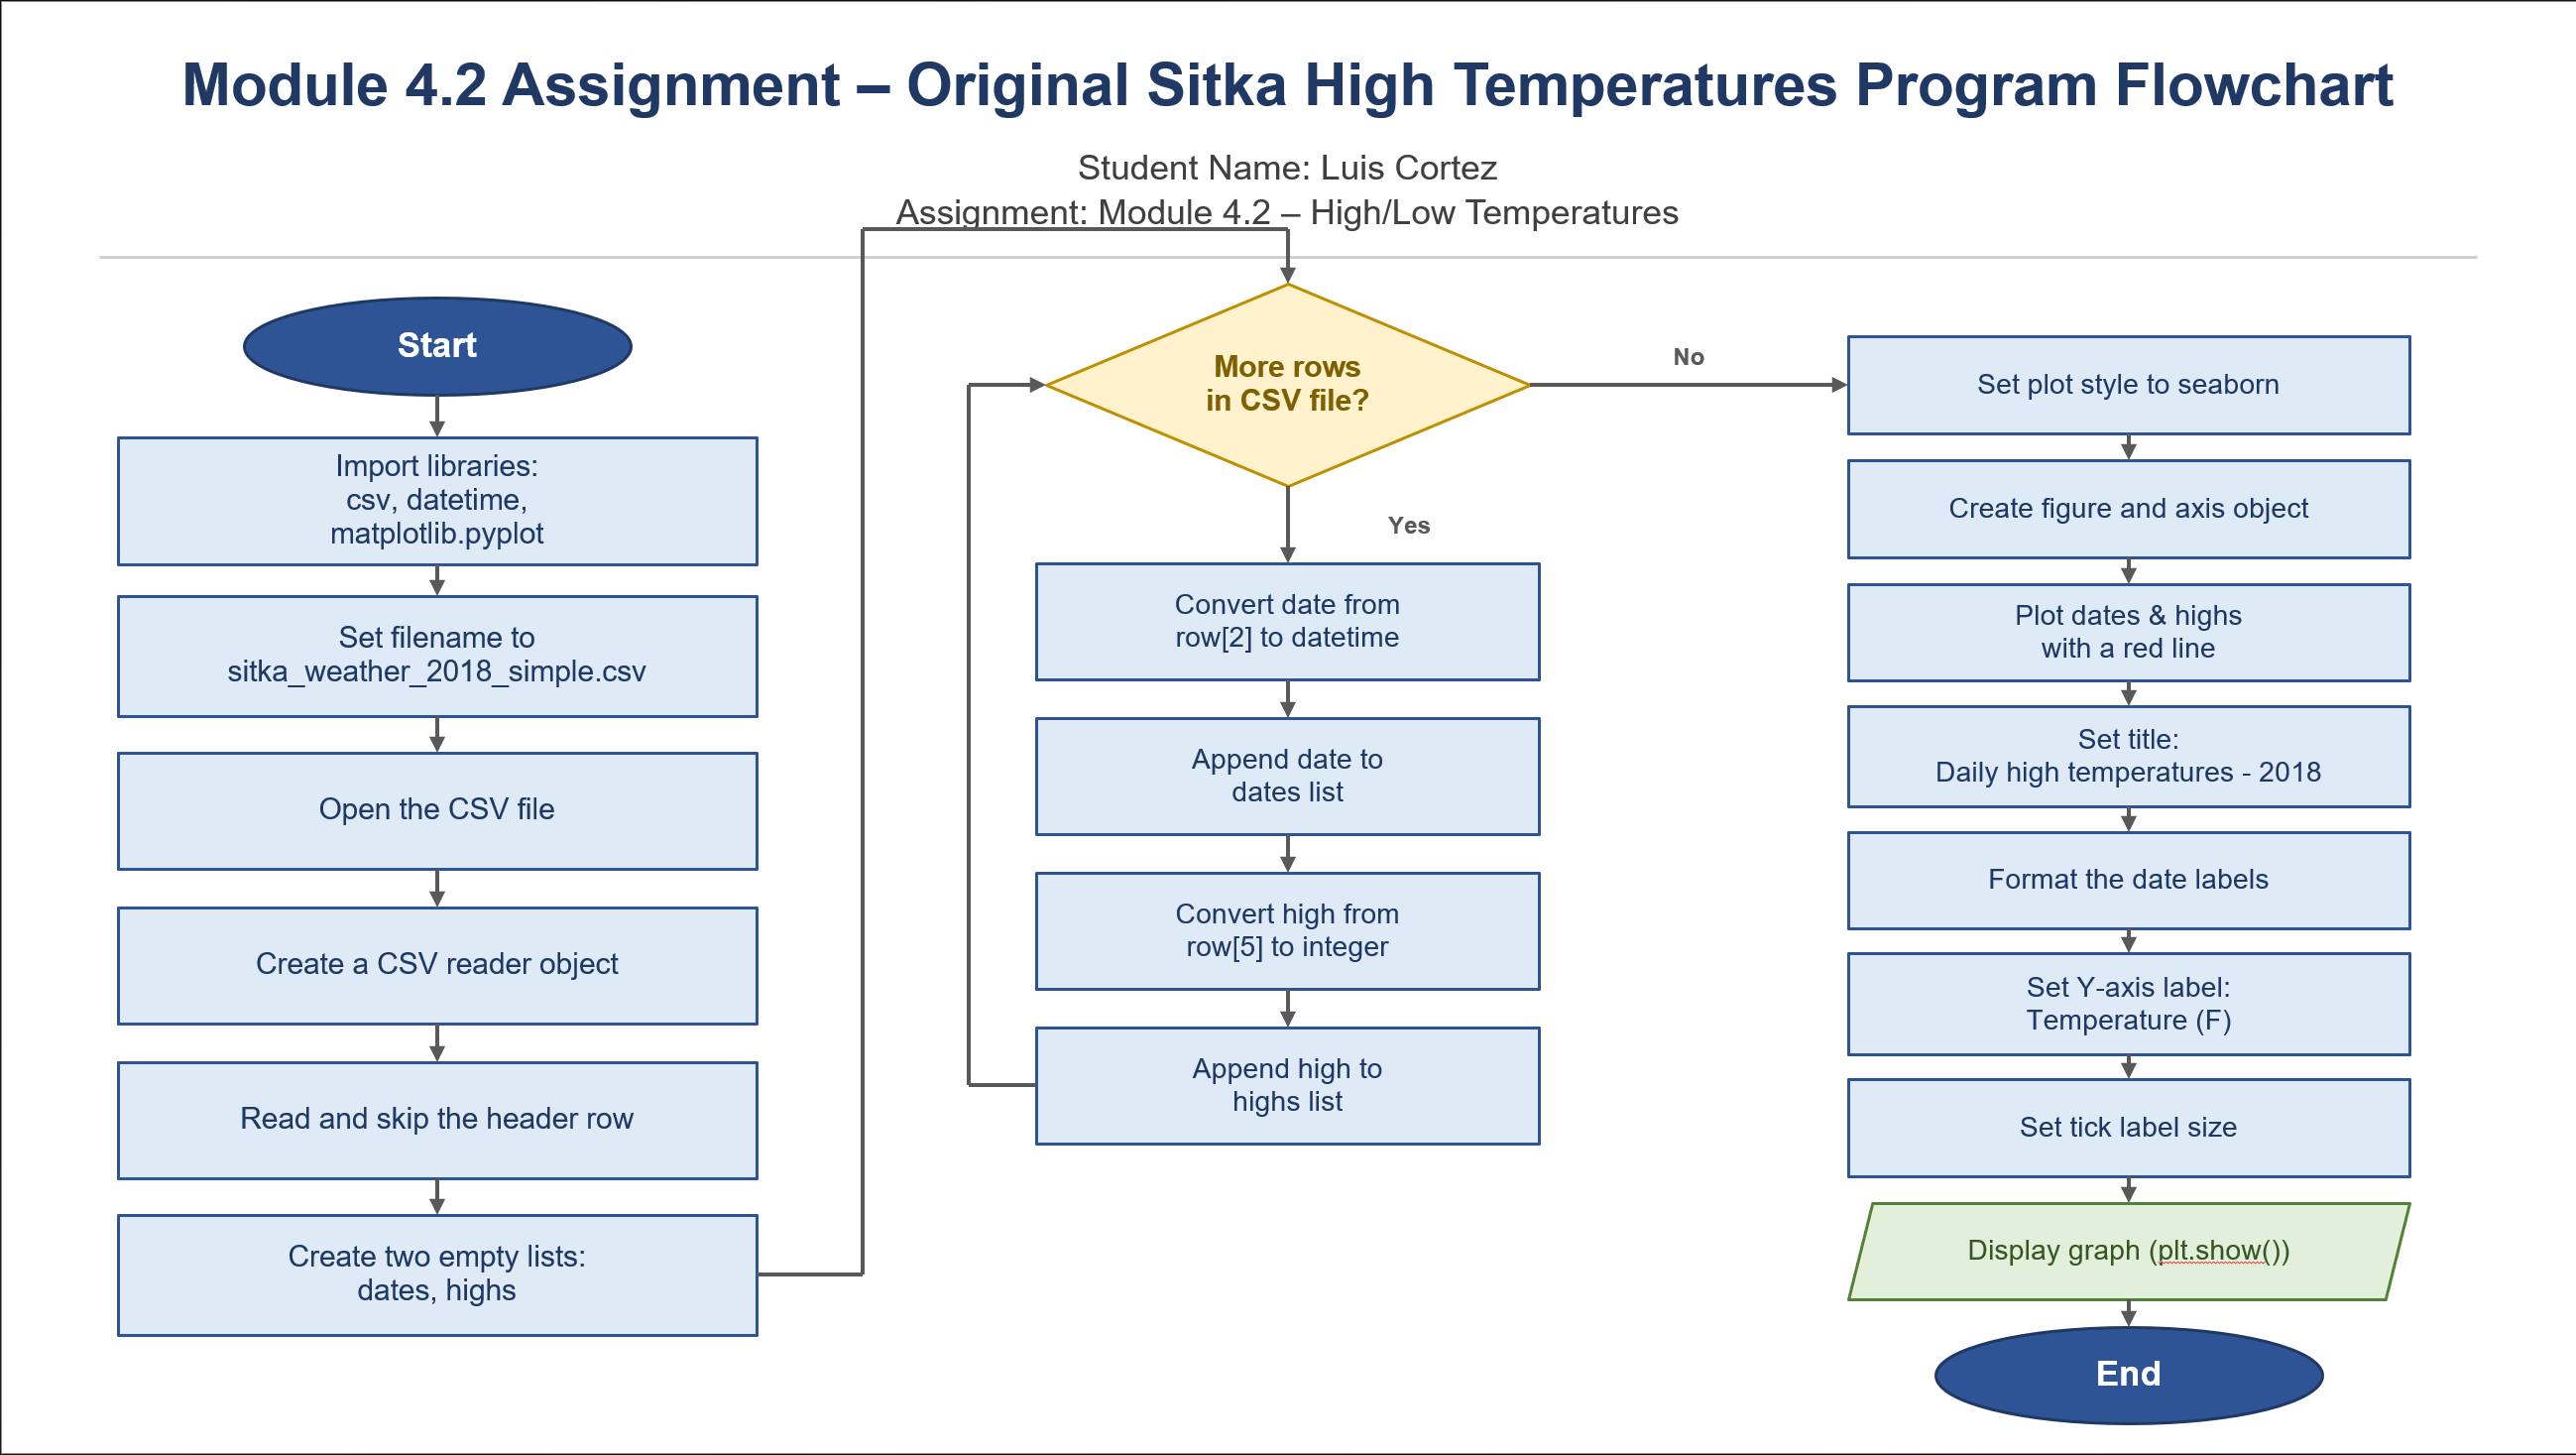 Module 4.2 Assignment – Original Sitka High Temperatures Program Flowchart
Student Name: Luis Cortez
Assignment: Module 4.2 – High/Low Temperatures
Start
Import libraries:
csv, datetime,
matplotlib.pyplot
Set filename to
sitka_weather_2018_simple.csv
Open the CSV file
Create a CSV reader object
Read and skip the header row
Create two empty lists:
dates, highs
More rows
in CSV file?
No
Yes
Convert date from
row[2] to datetime
Append date to
dates list
Convert high from
row[5] to integer
Append high to
highs list
Set plot style to seaborn
Create figure and axis object
Plot dates & highs
with a red line
Set title:
Daily high temperatures - 2018
Format the date labels
Set Y-axis label:
Temperature (F)
Set tick label size
Display graph (plt.show())
End